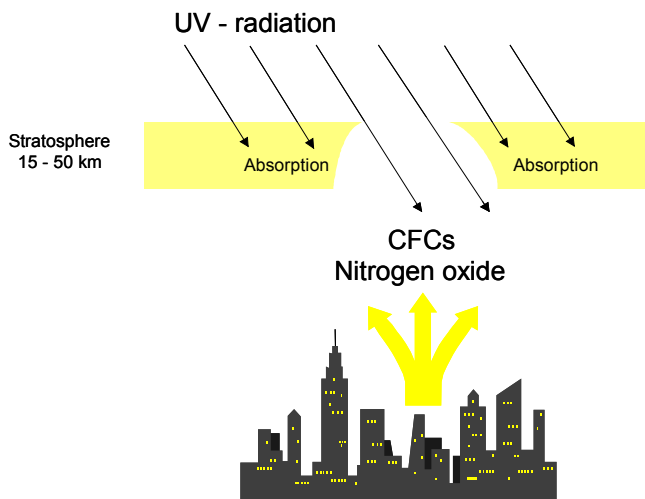 UV - radiation
Stratosphere
15 - 50 km
Absorption
Absorption
CFCs
Nitrogen oxide